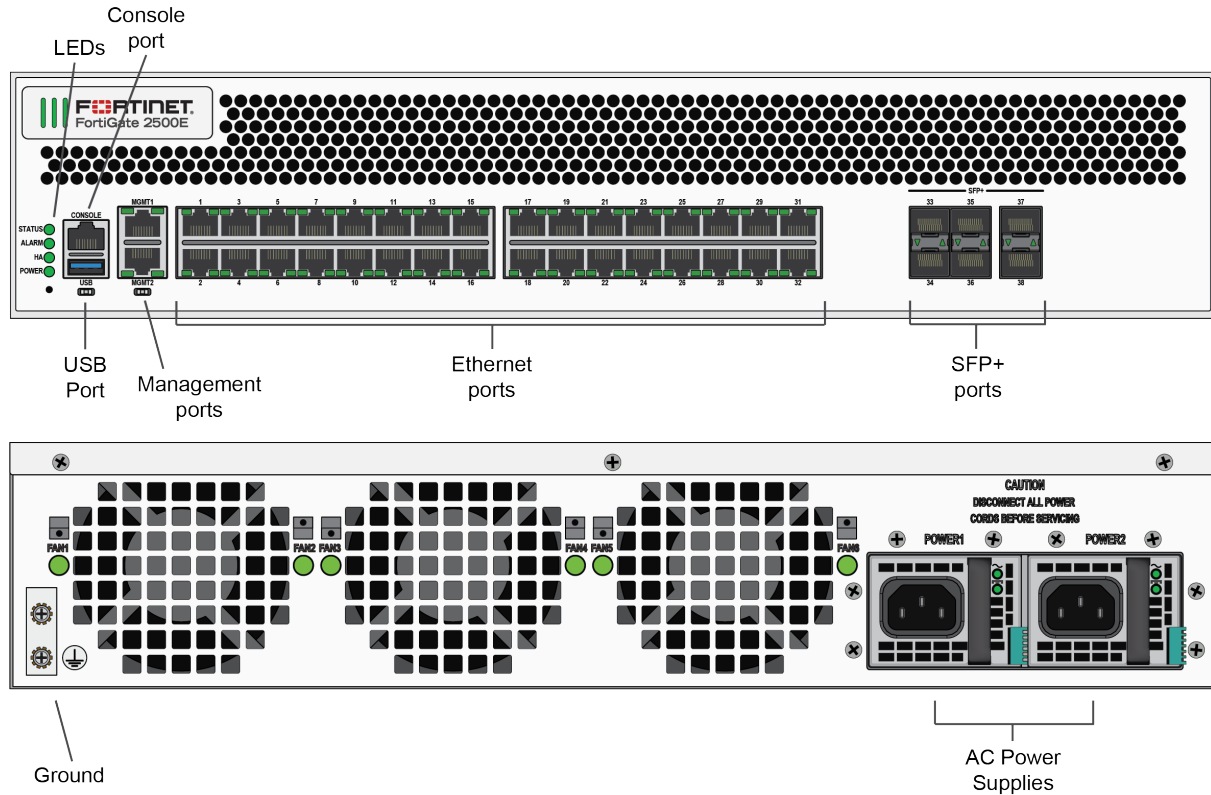 Console
port
LEDs
FORTINET
FortiGate 2500E
SFP+
MGMT1
1 3 5 7 9 11 13 15
17 19 21 23 25 27 29 31
33 35 37
CONSOLE
STATUS
ALARM
HA
POWER
USB
MGMT2
2 4 6 8 10 12 14 16
18 20 22 24 26 28 30 32
34 36 38
USB
Port
Management
ports
Ethernet
ports
SFP+
ports
CAUTION
DISCONNECT ALL POWER
CORDS BEFORE SERVICING
POWER1 POWER2
FAN1 FAN2 FAN3 FAN4 FAN5 FAN6
Ground
AC Power
Supplies